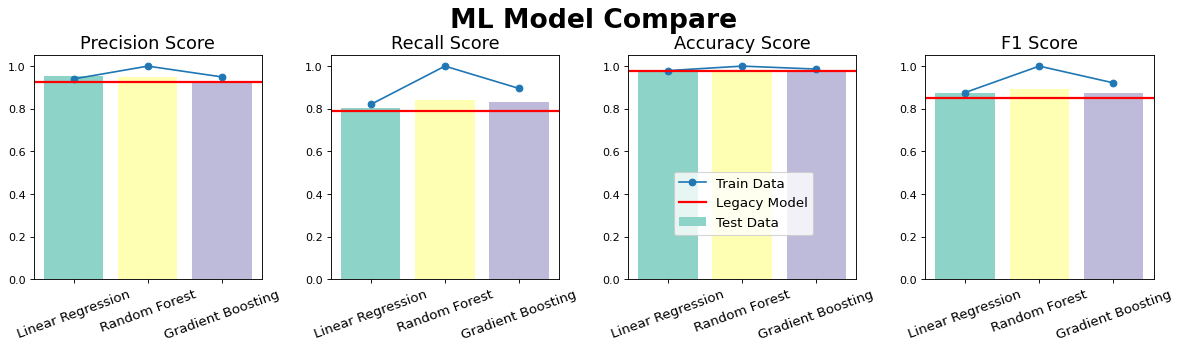 ML Model Compare
Precision Score
1.0
0.8
0.6
0.4
0.2
0.0
Linear Regression
Random Forest
Gradient Boosting
Recall Score
1.0
0.8
0.6
0.4
0.2
0.0
Linear Regression
Random Forest
Gradient Boosting
Accuracy Score
1.0
0.8
0.6
0.4
0.2
0.0
Train Data
Legacy Model
Test Data
Linear Regression
Random Forest
Gradient Boosting
F1 Score
1.0
0.8
0.6
0.4
0.2
0.0
Linear Regression
Random Forest
Gradient Boosting